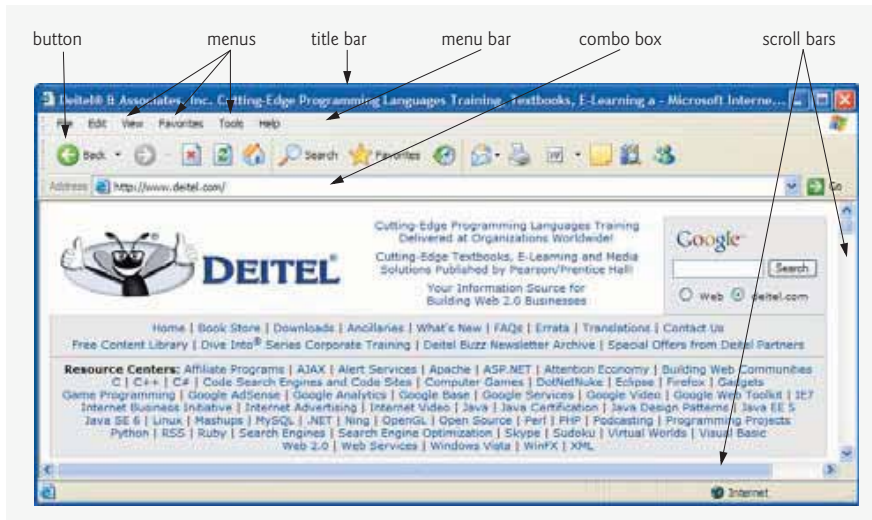 button menus title bar menu bar combo box scroll bars
Deitel® & Associates, Inc. Cutting-Edge Programming Languages Training, Textbooks, E-Learning a - Microsoft Interne...
File Edit View Favorites Tools Help
Back Search Favorites
Address http://www.deitel.com/ Go
Cutting-Edge Programming Languages Training
Delivered at Organizations Worldwide!
Cutting-Edge Textbooks, E-Learning and Media
Solutions Published by Pearson/Prentice Hall!
Your Information Source for
Building Web 2.0 Businesses
DEITEL
Google
Search
Web deitel.com
Home | Book Store | Downloads | Ancillaries | What's New | FAQs | Errata | Translations | Contact Us
Free Content Library | Dive Into® Series Corporate Training | Deitel Buzz Newsletter Archive | Special Offers from Deitel Partners
Resource Centers: Affiliate Programs | AJAX | Alert Services | Apache | ASP.NET | Attention Economy | Building Web Communities
C | C++ | C# | Code Search Engines and Code Sites | Computer Games | DotNetNuke | Eclipse | Firefox | Gadgets
Game Programming | Google AdSense | Google Analytics | Google Base | Google Services | Google Video | Google Web Toolkit | IE7
Internet Business Initiative | Internet Advertising | Internet Video | Java | Java Certification | Java Design Patterns | Java EE 5
Java SE 6 | Linux | Mashups | MySQL | .NET | Ning | OpenGL | Open Source | Perl | PHP | Podcasting | Programming Projects
Python | RSS | Ruby | Search Engines | Search Engine Optimization | Skype | Sudoku | Virtual Worlds | Visual Basic
Web 2.0 | Web Services | Windows Vista | WinFX | XML
Internet